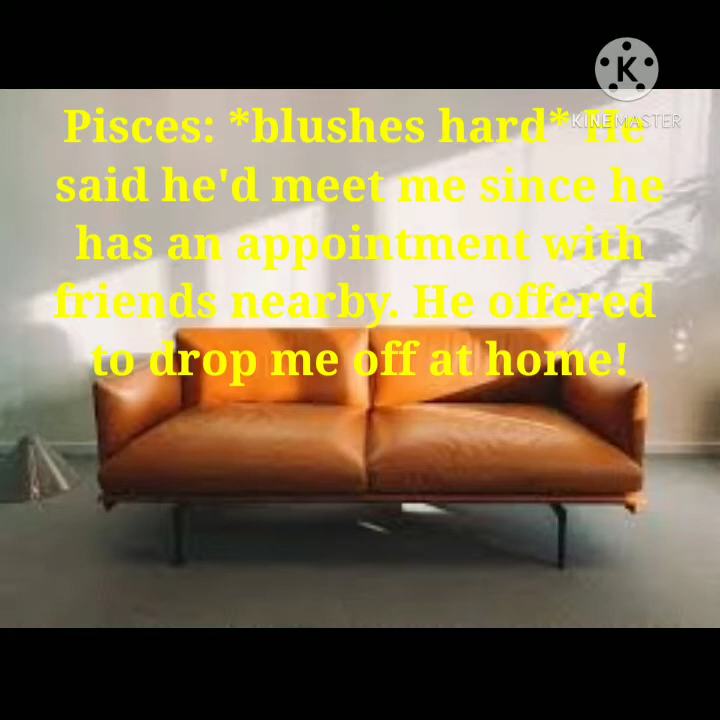 K
KINEMASTER
Pisces: *blushes hard* He
said he'd meet me since he
has an appointment with
friends nearby. He offered
to drop me off at home!